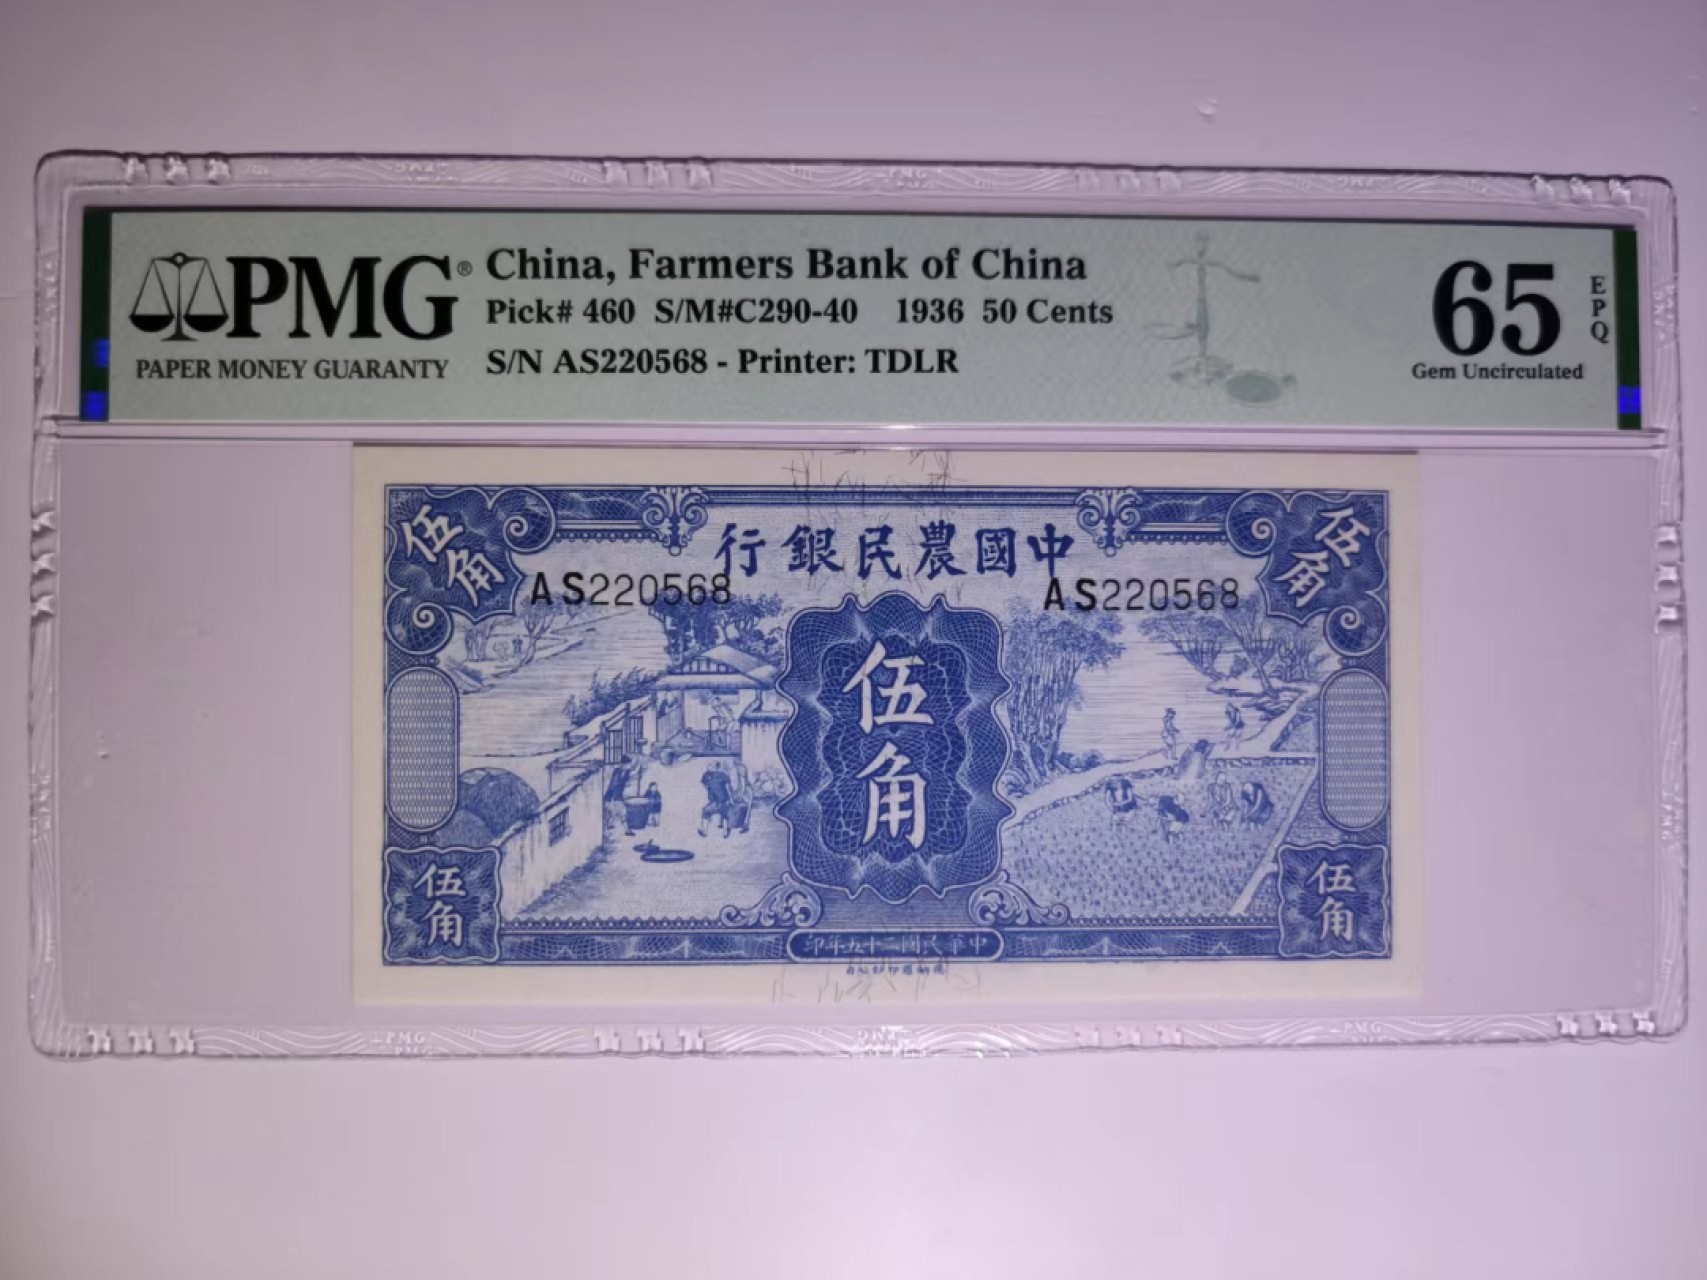 PMG® China, Farmers Bank of China
Pick# 460 S/M#C290-40 1936 50 Cents
PAPER MONEY GUARANTY S/N AS220568 - Printer: TDLR
65 EPQ
Gem Uncirculated
伍角 行銀民農國中 伍角
AS220568 AS220568
伍角
伍角 伍角
印年五十二國民華中